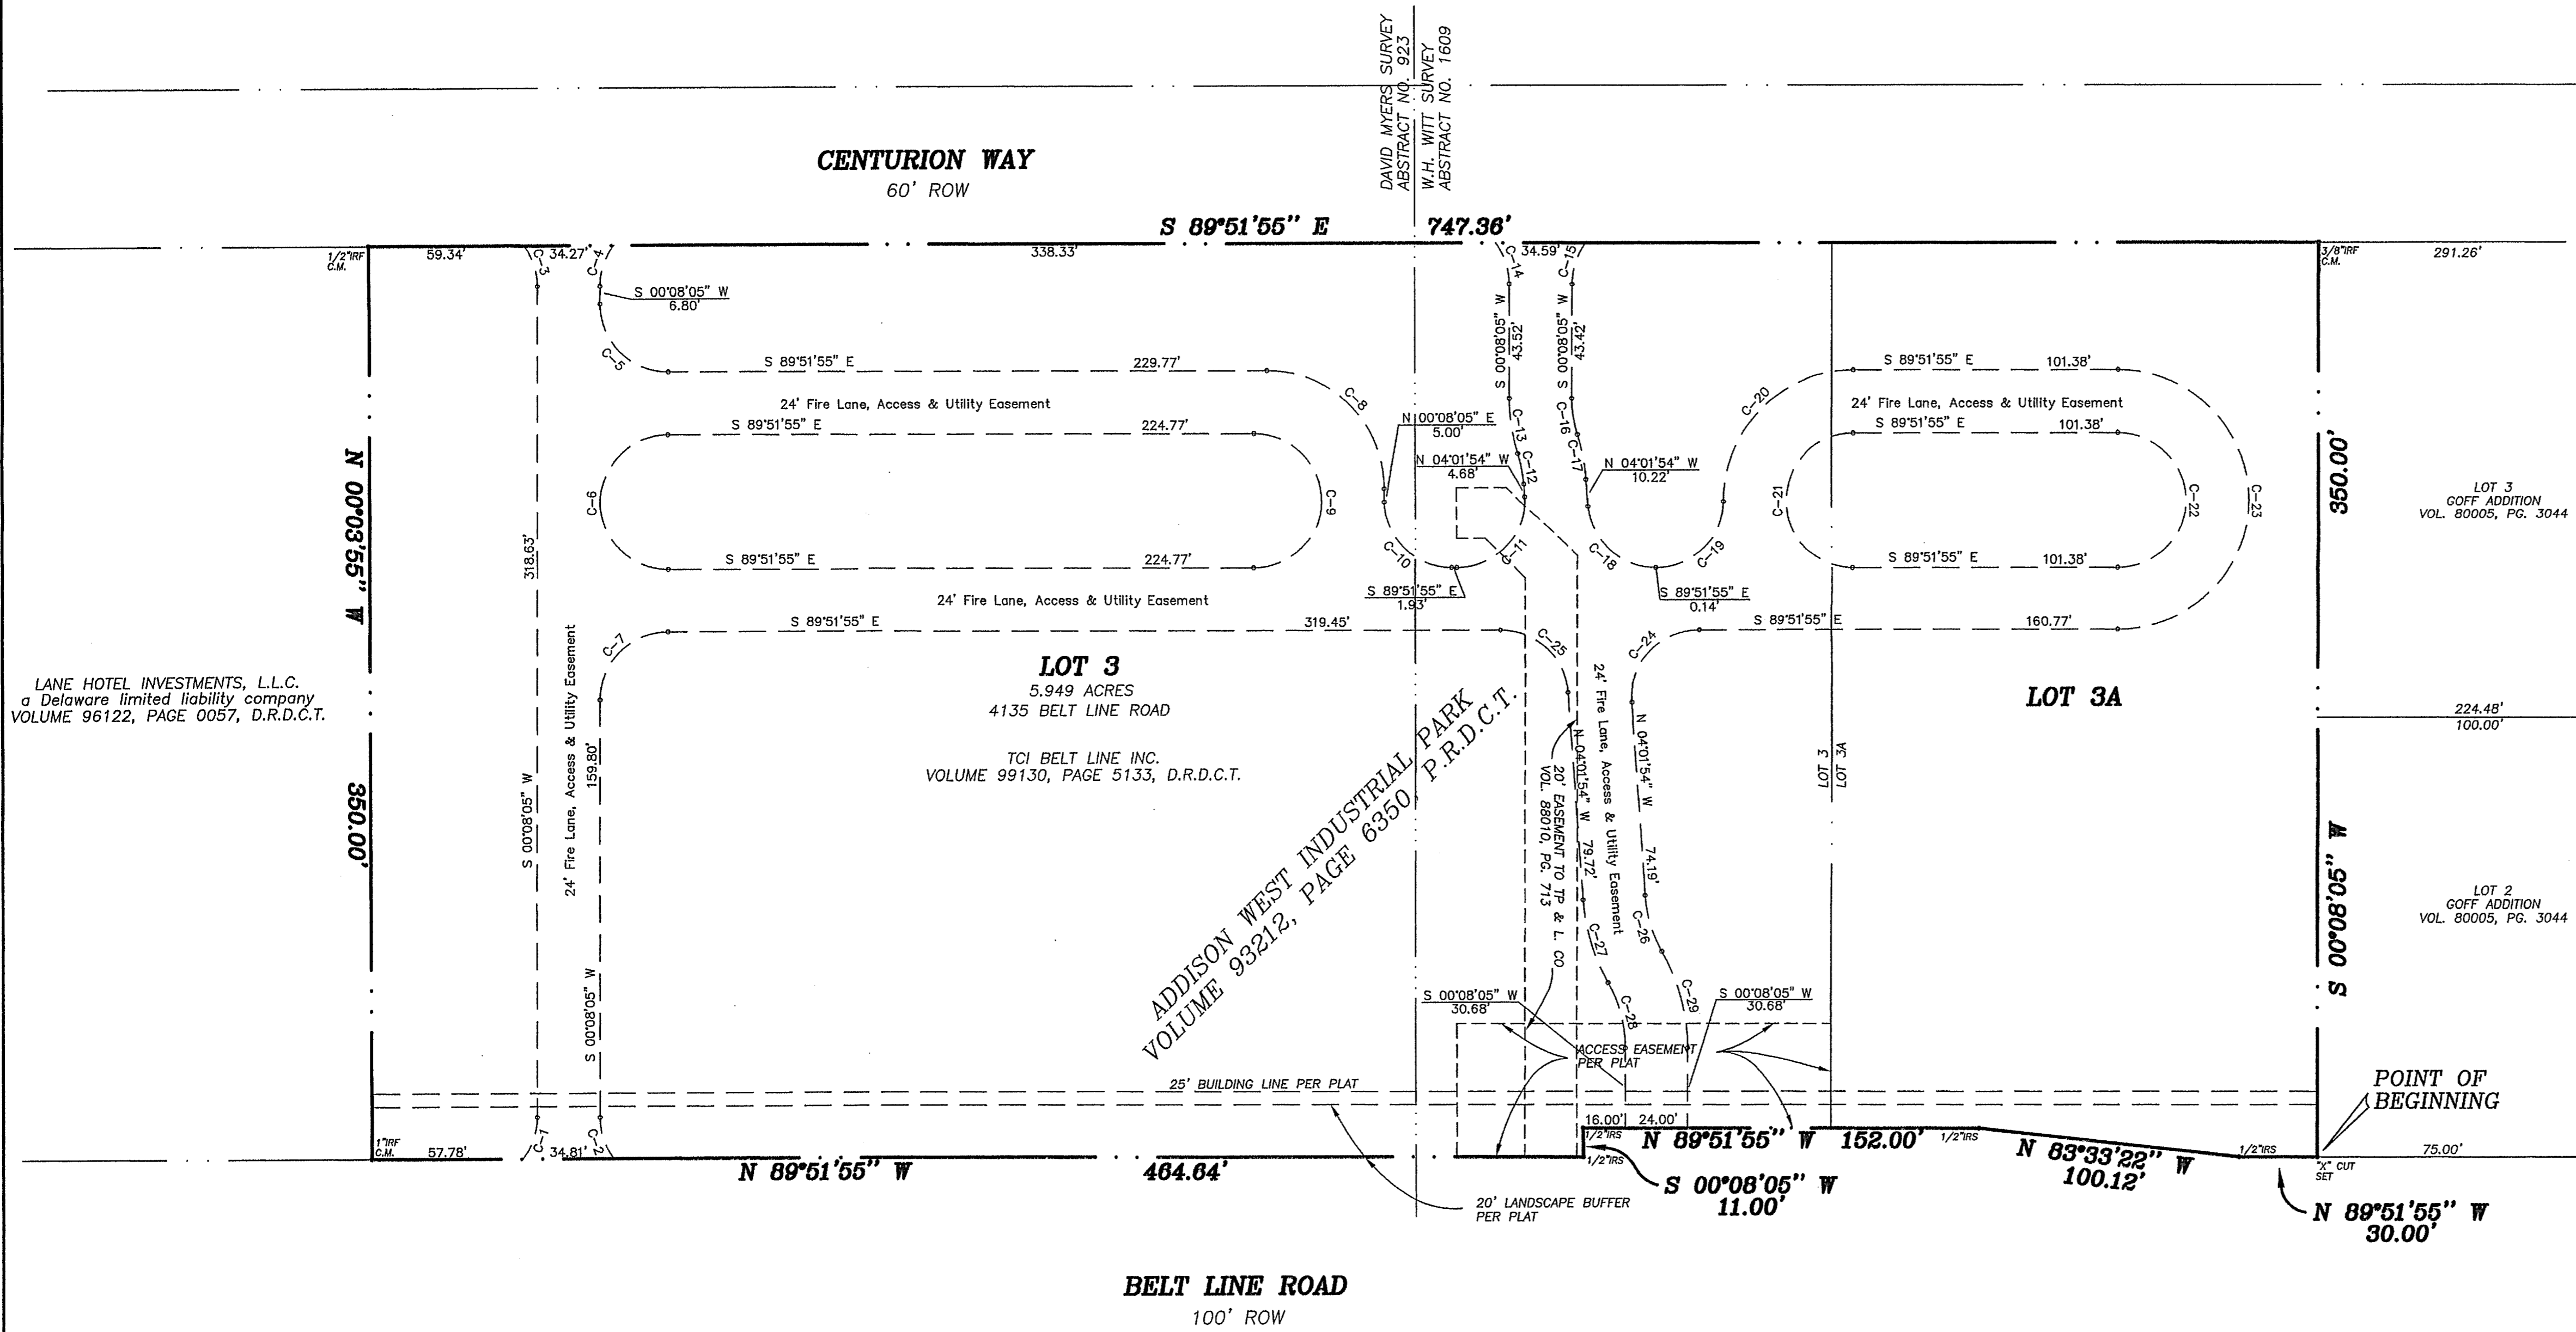 DAVID MYERS SURVEY
ABSTRACT NO. 923
W.H. WITT SURVEY
ABSTRACT NO. 1609
CENTURION WAY
60' ROW
S 89°51'55" E 747.36'
1/2"IRF
C.M.
59.34'
C-3
34.27'
C-4
338.33'
C-14
34.59'
C-15
3/8"IRF
C.M.
291.26'
S 00°08'05" W
6.80'
C-5
S 89°51'55" E 229.77'
24' Fire Lane, Access & Utility Easement
S 89°51'55" E 224.77'
C-6
C-8
C-9
S 89°51'55" E 224.77'
24' Fire Lane, Access & Utility Easement
S 89°51'55" E 319.45'
C-7
N 00°08'05" E
5.00'
N 04°01'54" W
4.68'
S 00°08'05" W
43.52'
S 00°08'05" W
43.42'
C-13
C-12
C-16
C-17
N 04°01'54" W
10.22'
C-10
C-11
S 89°51'55" E
1.93'
C-18
C-19
S 89°51'55" E
0.14'
C-20
S 89°51'55" E 101.38'
24' Fire Lane, Access & Utility Easement
S 89°51'55" E 101.38'
C-21
C-22
C-23
S 89°51'55" E 101.38'
S 89°51'55" E 160.77'
C-24
C-25
N 00°03'55" W
350.00'
318.63'
S 00°08'05" W
24' Fire Lane, Access & Utility Easement
159.80'
S 00°08'05" W
LANE HOTEL INVESTMENTS, L.L.C.
a Delaware limited liability company
VOLUME 96122, PAGE 0057, D.R.D.C.T.
LOT 3
5.949 ACRES
4135 BELT LINE ROAD
TCI BELT LINE INC.
VOLUME 99130, PAGE 5133, D.R.D.C.T.
ADDISON WEST INDUSTRIAL PARK
VOLUME 93212, PAGE 6350, P.R.D.C.T.
20' EASEMENT TO TP & L. CO
VOL. 88010, PG. 713
N 04°01'54" W 79.72'
24' Fire Lane, Access & Utility Easement
N 04°01'54" W 74.19'
C-26
C-27
C-28
C-29
LOT 3
LOT 3A
LOT 3A
350.00'
S 00°08'05" W
LOT 3
GOFF ADDITION
VOL. 80005, PG. 3044
224.48'
100.00'
LOT 2
GOFF ADDITION
VOL. 80005, PG. 3044
S 00°08'05" W
30.68'
S 00°08'05" W
30.68'
ACCESS EASEMENT
PER PLAT
25' BUILDING LINE PER PLAT
POINT OF
BEGINNING
1"IRF
C.M.
57.78'
C-1
34.81'
C-2
N 89°51'55" W 464.64'
16.00' 24.00'
1/2"IRS
N 89°51'55" W 152.00'
1/2"IRS
1/2"IRS
S 00°08'05" W
11.00'
N 83°33'22" W
100.12'
1/2"IRS
"X" CUT
SET
75.00'
N 89°51'55" W
30.00'
20' LANDSCAPE BUFFER
PER PLAT
BELT LINE ROAD
100' ROW